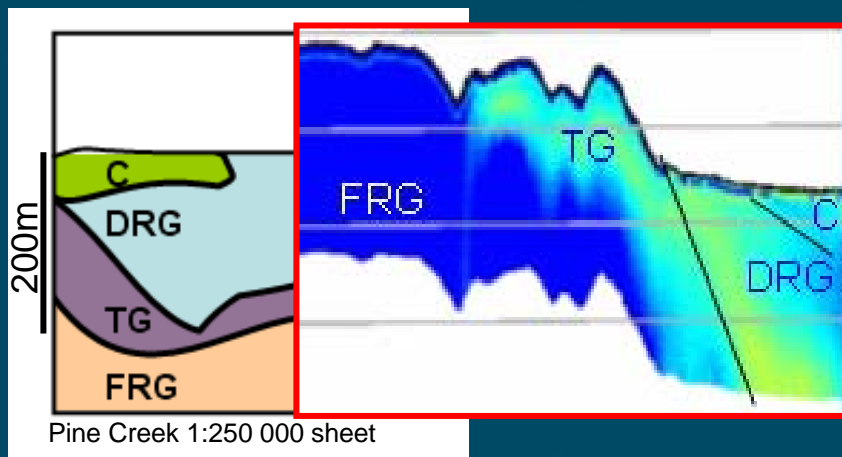 C
DRG
TG
FRG
200m
Pine Creek 1:250 000 sheet
TG
FRG
C
DRG